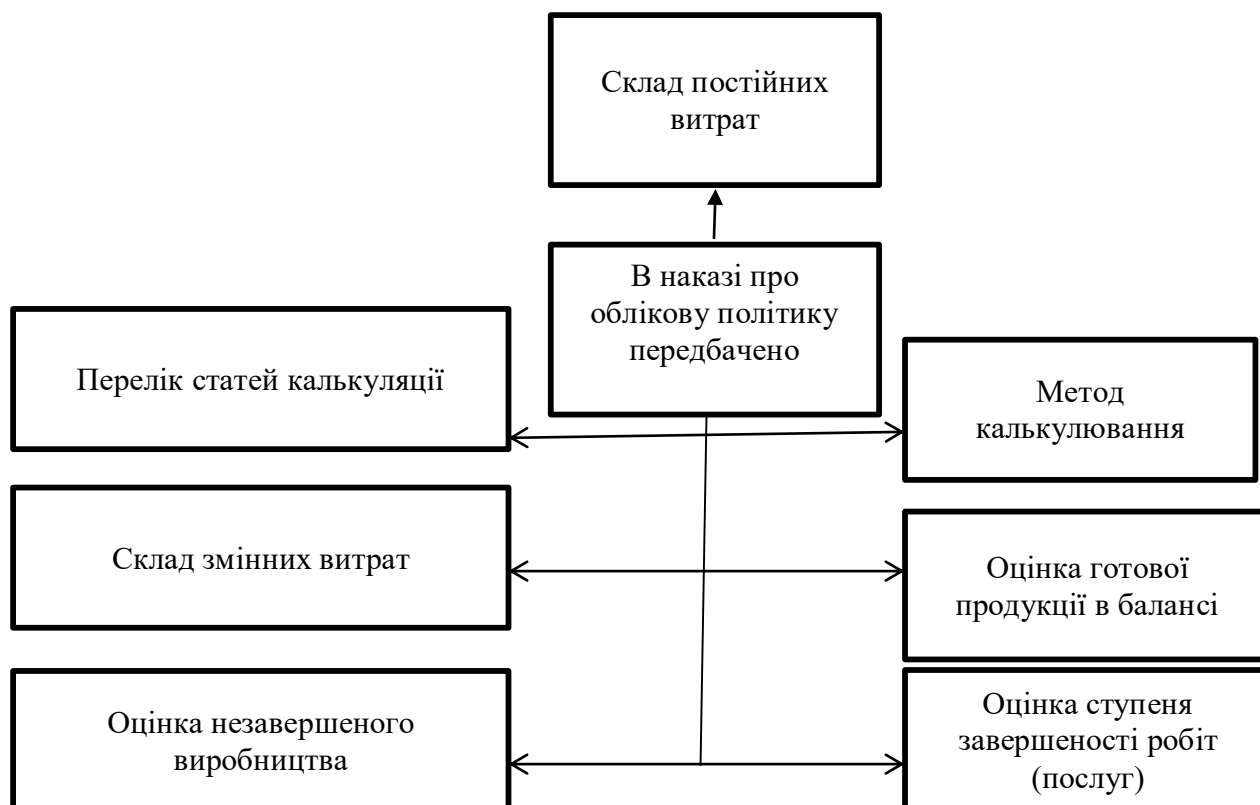 Склад постійних
витрат
В наказі про
облікову політику
передбачено
Перелік статей калькуляції
Метод
калькулювання
Склад змінних витрат
Оцінка готової
продукції в балансі
Оцінка незавершеного
виробництва
Оцінка ступеня
завершеності робіт
(послуг)